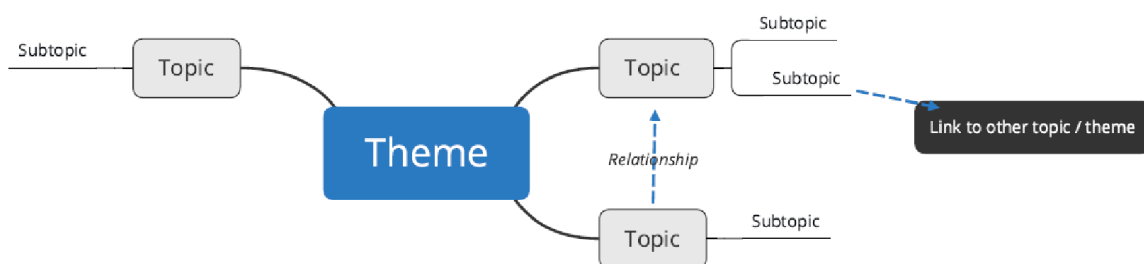 Subtopic
Topic
Theme
Topic
Subtopic
Subtopic
Link to other topic / theme
Relationship
Topic
Subtopic